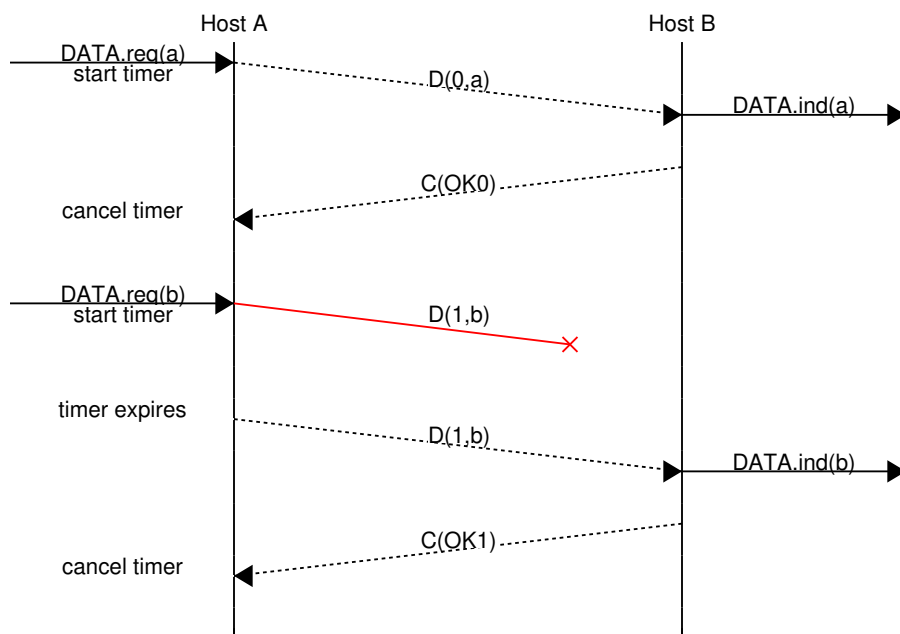 Host A
Host B
DATA.req(a)
start timer
D(0,a)
DATA.ind(a)
C(OK0)
cancel timer
DATA.req(b)
start timer
D(1,b)
timer expires
D(1,b)
DATA.ind(b)
C(OK1)
cancel timer